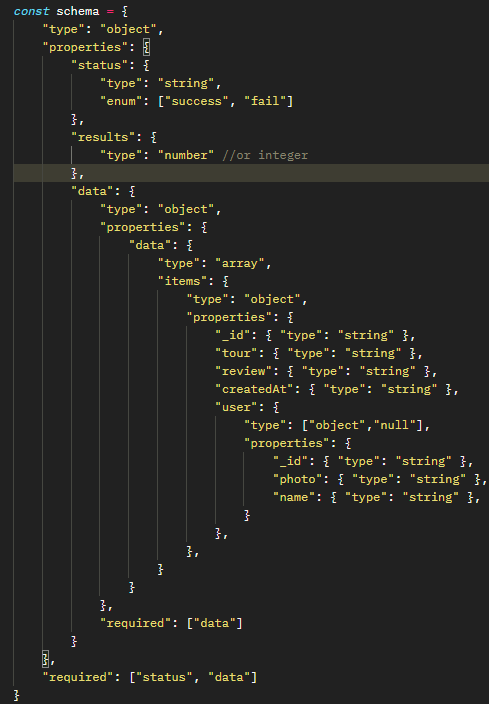 const schema = {
    "type": "object",
    "properties": {
        "status": {
            "type": "string",
            "enum": ["success", "fail"]
        },
        "results": {
            "type": "number" //or integer
        },
        "data": {
            "type": "object",
            "properties": {
                "data": {
                    "type": "array",
                    "items": {
                        "type": "object",
                        "properties": {
                            "_id": { "type": "string" },
                            "tour": { "type": "string" },
                            "review": { "type": "string" },
                            "createdAt": { "type": "string" },
                            "user": {
                                "type": ["object","null"],
                                "properties": {
                                    "_id": { "type": "string" },
                                    "photo": { "type": "string" },
                                    "name": { "type": "string" },
                                }
                            },
                        },
                    }
                }
            },
            "required": ["data"]
        }
    },
    "required": ["status", "data"]
}